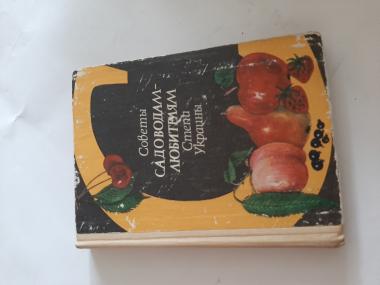 Советы
САДОВОДАМ-
ЛЮБИТЕЛЯМ
Степи
украины